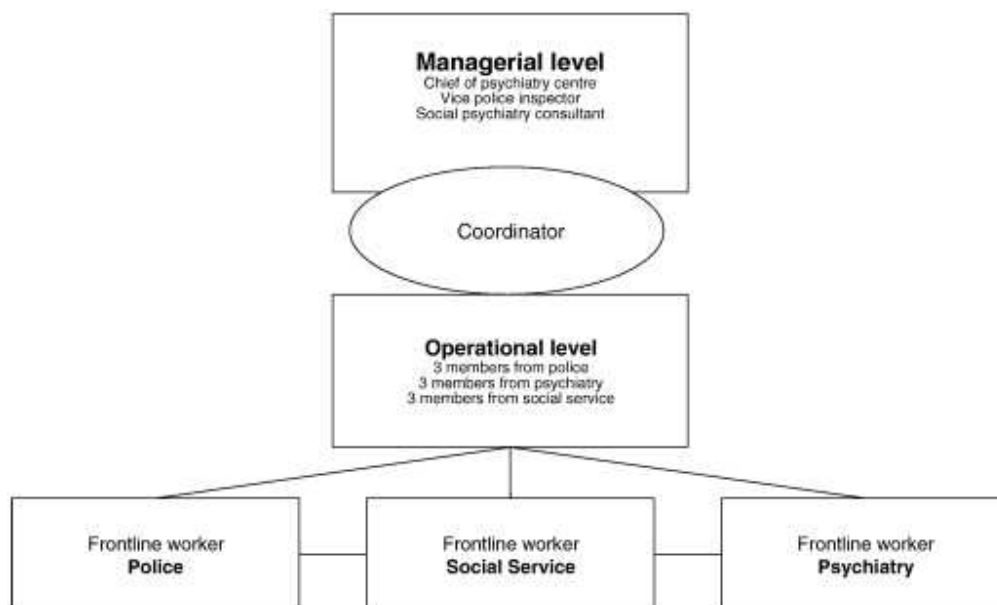 Managerial level
Chief of psychiatry centre
Vice police inspector
Social psychiatry consultant
Coordinator
Operational level
3 members from police
3 members from psychiatry
3 members from social service
Frontline worker
Police
Frontline worker
Social Service
Frontline worker
Psychiatry